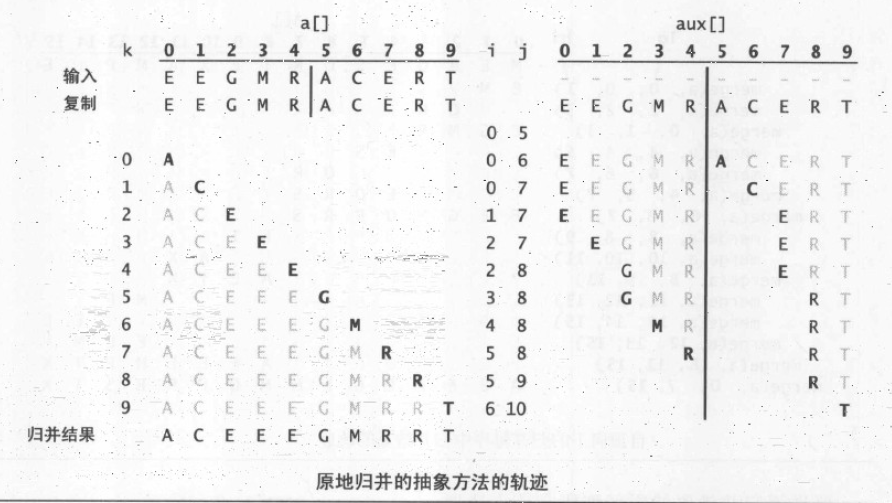 a[] aux[]
k 0 1 2 3 4 5 6 7 8 9 i j 0 1 2 3 4 5 6 7 8 9
输入 E E G M R A C E R T - - - - - - - - - -
复制 E E G M R A C E R T E E G M R A C E R T
0 5
0 A 0 6 E E G M R A C E R T
1 A C 0 7 E E G M R C E R T
2 A C E 1 7 E E G M R E R T
3 A C E E 2 7 E G M R E R T
4 A C E E E 2 8 G M R E R T
5 A C E E E G 3 8 G M R R T
6 A C E E E G M 4 8 M R R T
7 A C E E E G M R 5 8 R R T
8 A C E E E G M R R 5 9 R T
9 A C E E E G M R R T 6 10 T
归并结果 A C E E E G M R R T
原地归并的抽象方法的轨迹